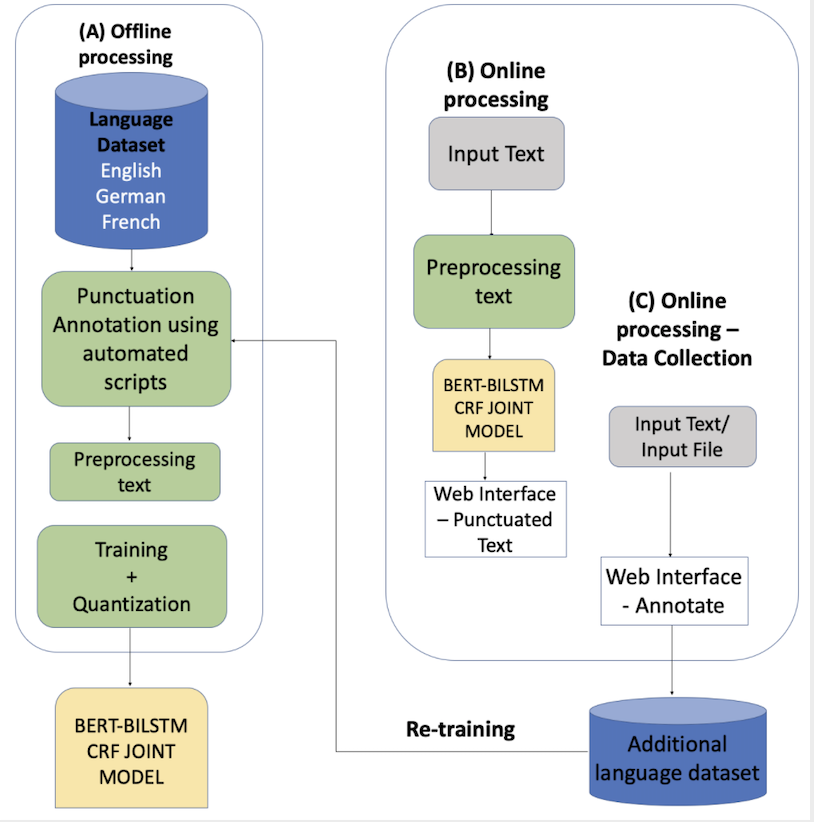 (A) Offline
processing
Language
Dataset
English
German
French
Punctuation
Annotation using
automated
scripts
Preprocessing
text
Training
+
Quantization
BERT-BILSTM
CRF JOINT
MODEL
(B) Online
processing
Input Text
Preprocessing
text
BERT-BILSTM
CRF JOINT
MODEL
Web Interface
– Punctuated
Text
(C) Online
processing –
Data Collection
Input Text/
Input File
Web Interface
- Annotate
Additional
language dataset
Re-training